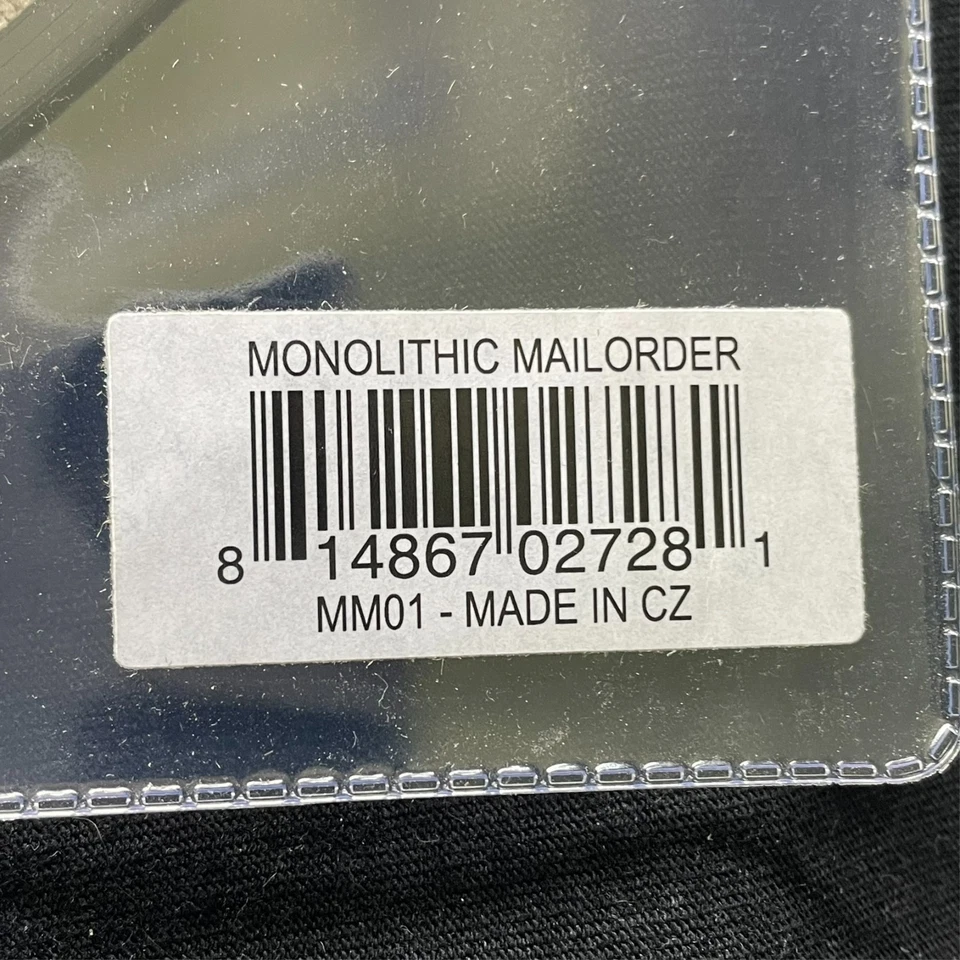 MONOLITHIC MAILORDER
8 14867 02728 1
MM01 - MADE IN CZ